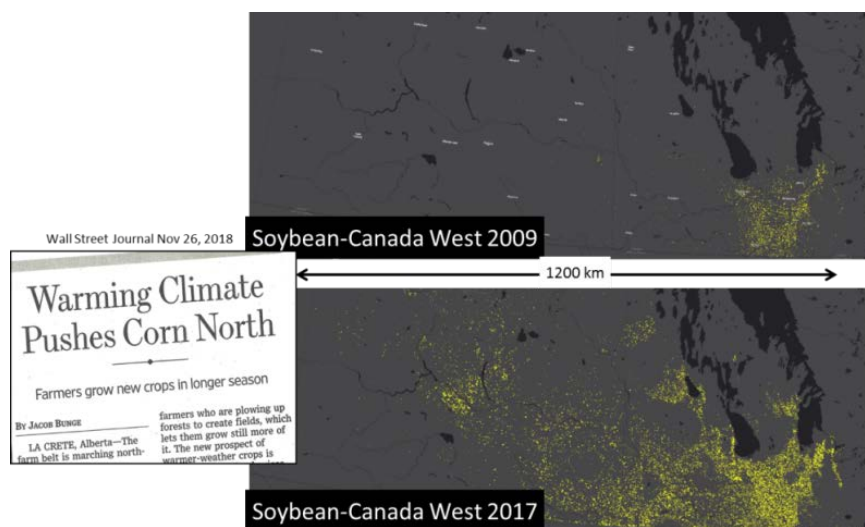 Wall Street Journal Nov 26, 2018
Soybean-Canada West 2009
1200 km
Warming Climate
Pushes Corn North
Farmers grow new crops in longer season
BY JACOB BUNGE
LA CRETE, Alberta—The
farm belt is marching north-
farmers who are plowing up
forests to create fields, which
lets them grow still more of
it. The new prospect of
warmer-weather crops is
Soybean-Canada West 2017